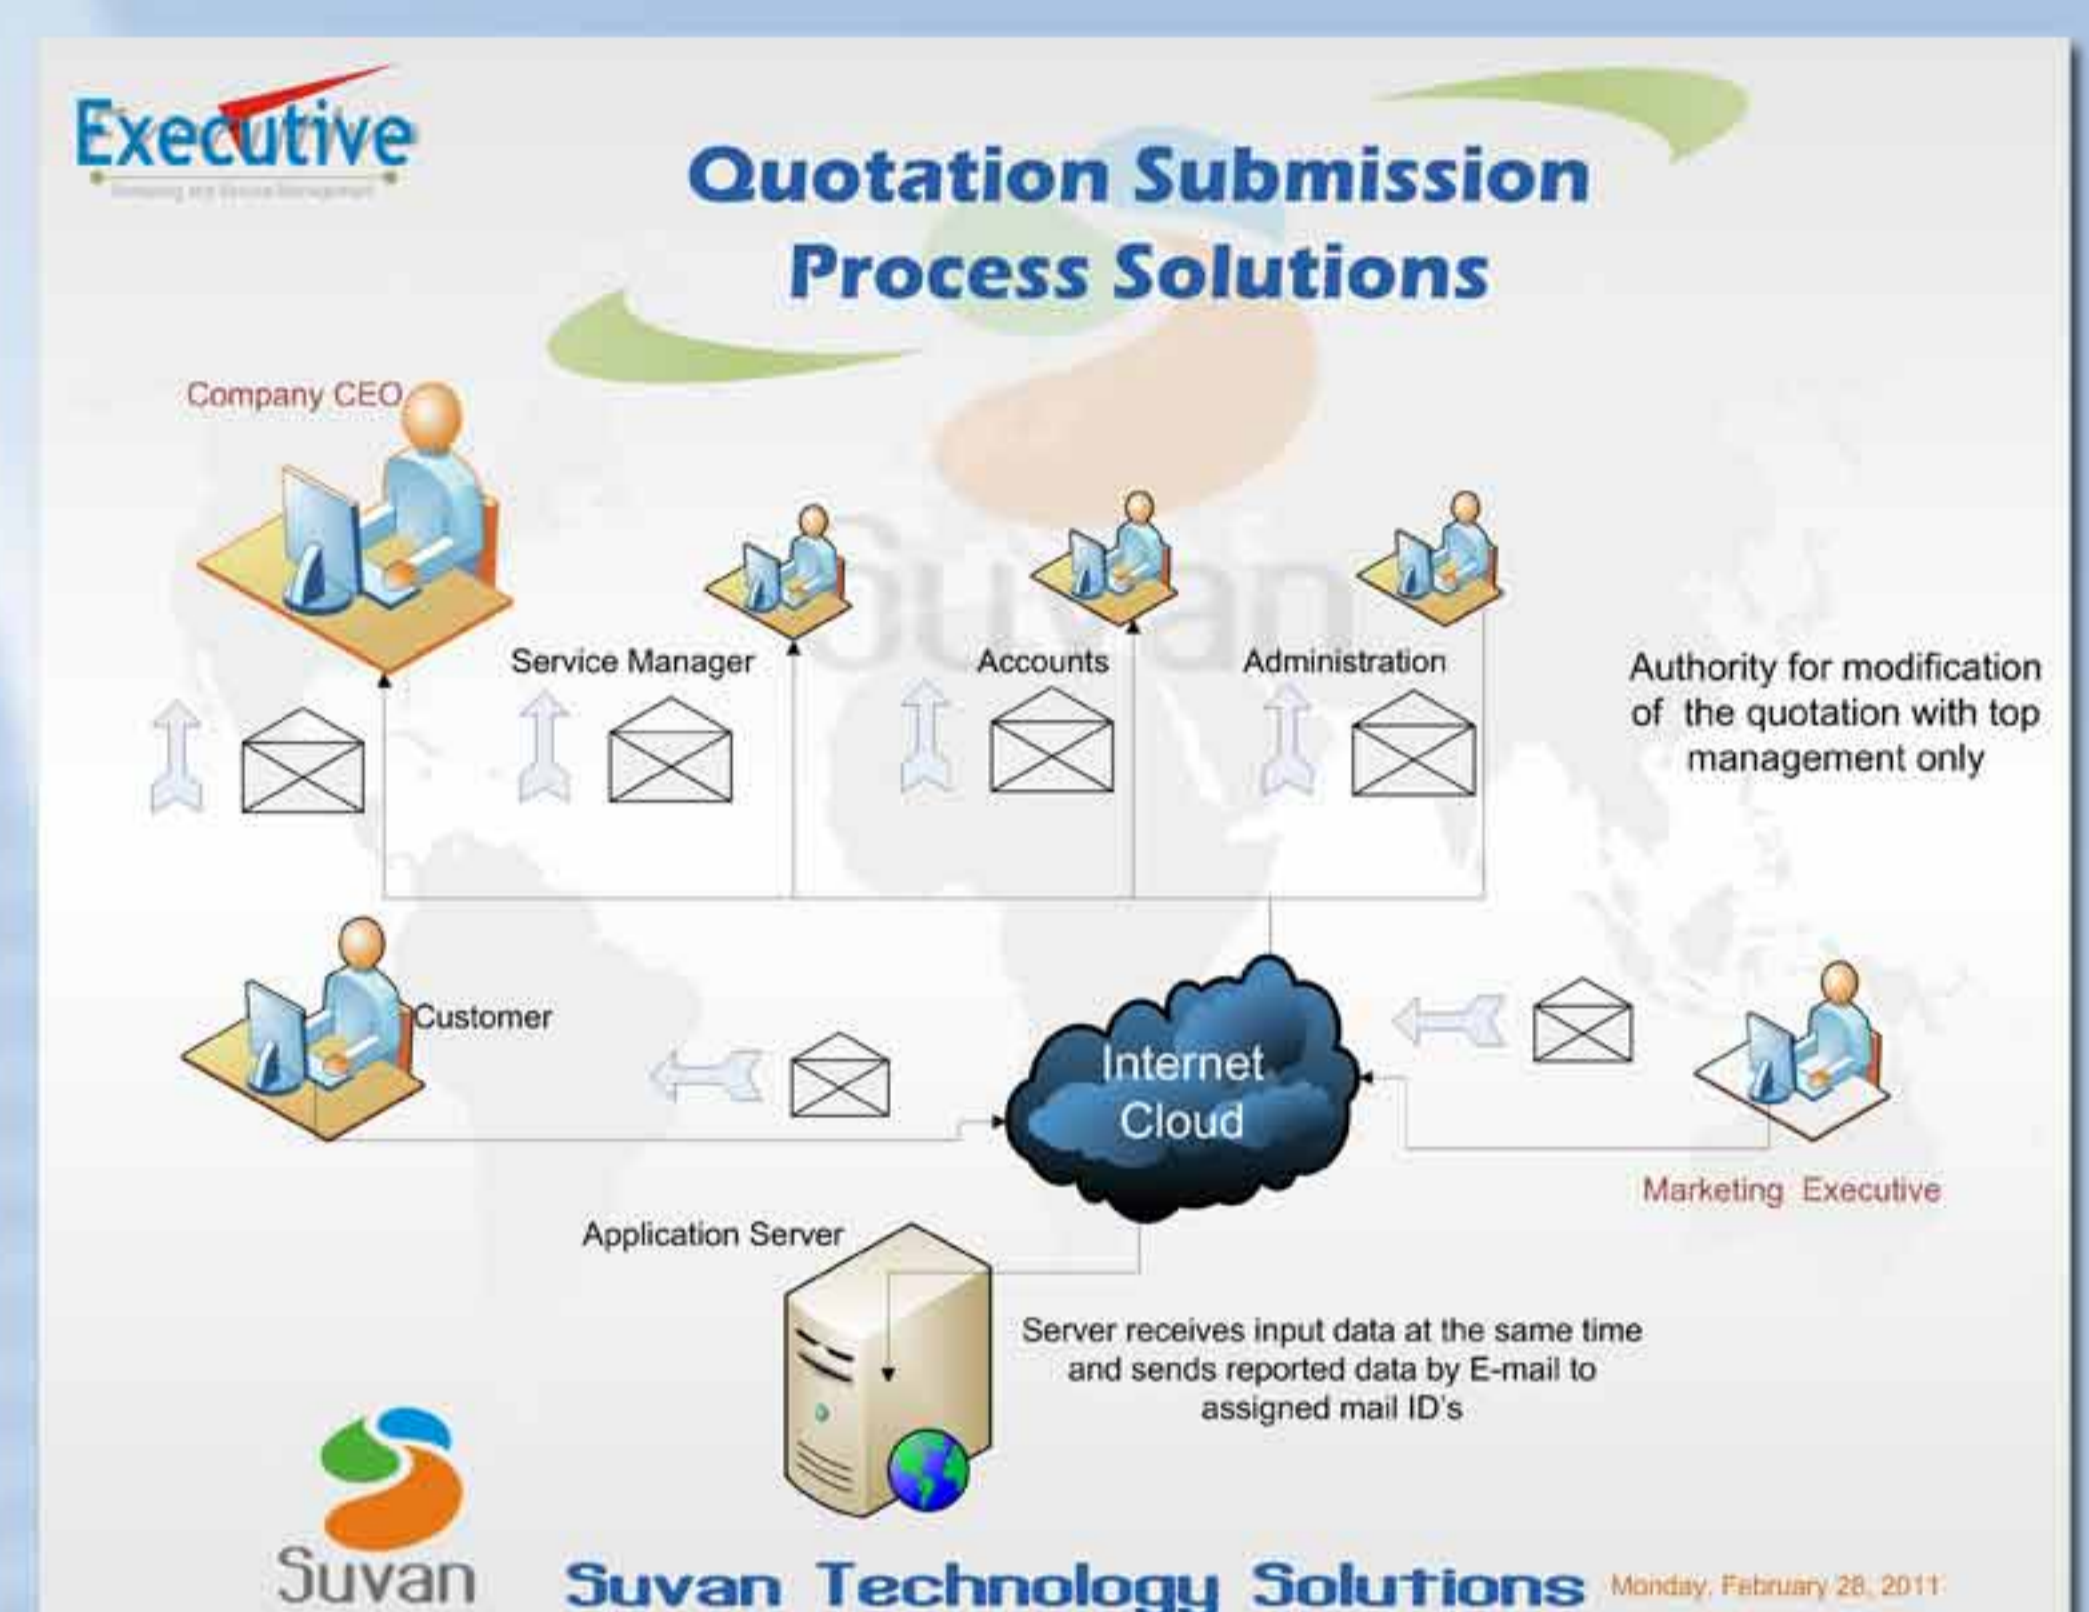 Executive
Quotation Submission
Process Solutions
Company CEO
Suvan
Service Manager
Accounts
Administration
Authority for modification
of the quotation with top
management only
Customer
Internet
Cloud
Marketing Executive
Application Server
Server receives input data at the same time
and sends reported data by E-mail to
assigned mail ID's
Suvan
Suvan Technology Solutions
Monday, February 28, 2011